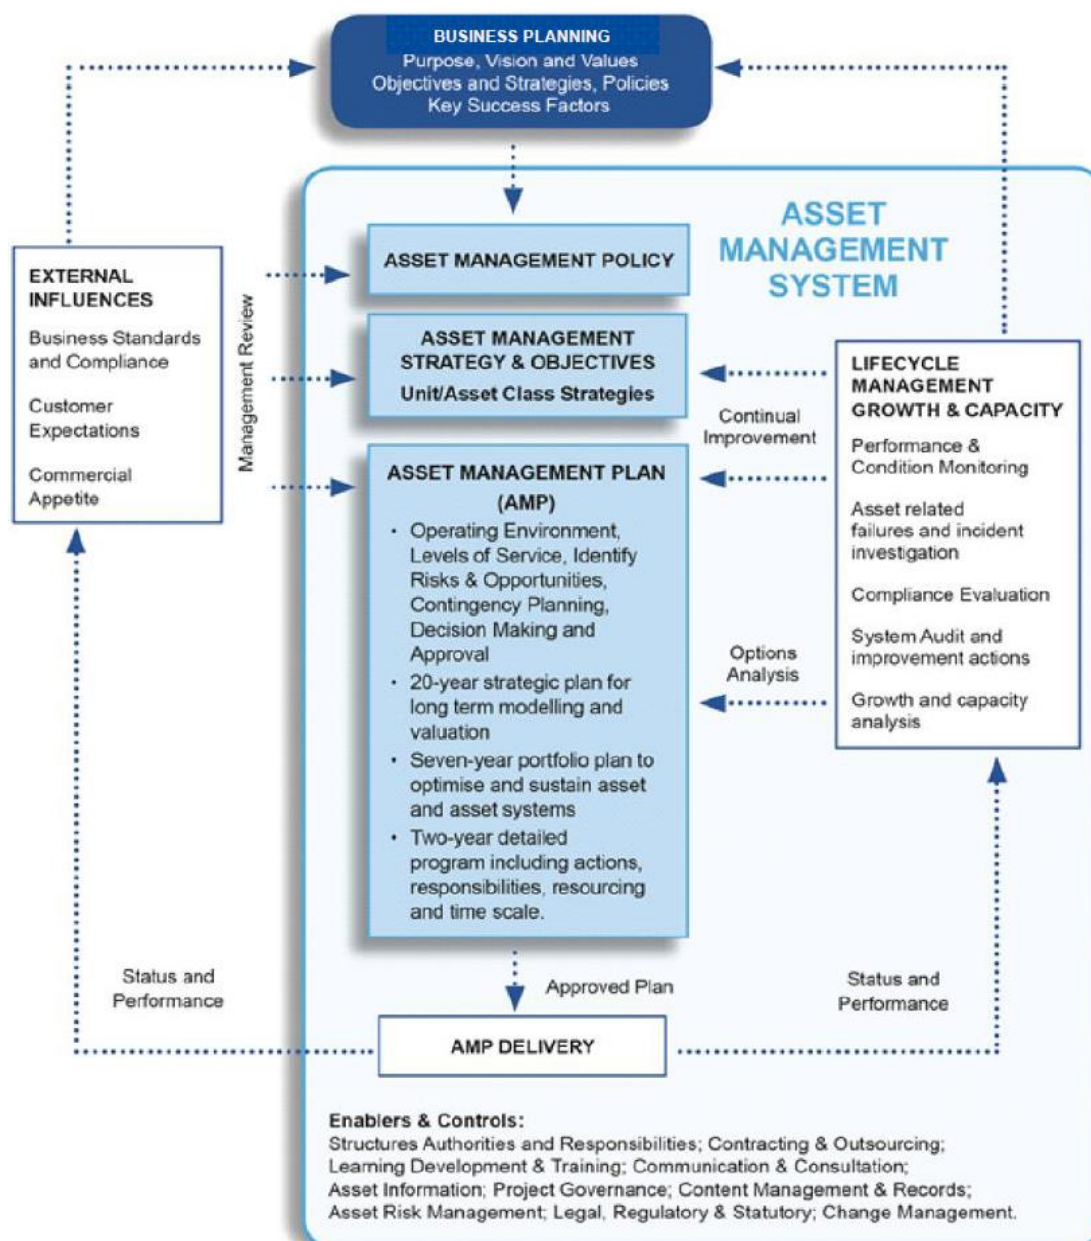 BUSINESS PLANNING
Purpose, Vision and Values
Objectives and Strategies, Policies
Key Success Factors
ASSET
MANAGEMENT
SYSTEM
ASSET MANAGEMENT POLICY
EXTERNAL
INFLUENCES
Business Standards
and Compliance
Customer
Expectations
Commercial
Appetite
Management Review
ASSET MANAGEMENT
STRATEGY & OBJECTIVES
Unit/Asset Class Strategies
Continual
Improvement
LIFECYCLE
MANAGEMENT
GROWTH & CAPACITY
Performance &
Condition Monitoring
Asset related
failures and incident
investigation
Compliance Evaluation
System Audit and
improvement actions
Growth and capacity
analysis
ASSET MANAGEMENT PLAN
(AMP)
• Operating Environment,
Levels of Service, Identify
Risks & Opportunities,
Contingency Planning,
Decision Making and
Approval
• 20-year strategic plan for
long term modelling and
valuation
• Seven-year portfolio plan to
optimise and sustain asset
and asset systems
• Two-year detailed
program including actions,
responsibilities, resourcing
and time scale.
Options
Analysis
Status and
Performance
Approved Plan
Status and
Performance
AMP DELIVERY
Enablers & Controls:
Structures Authorities and Responsibilities; Contracting & Outsourcing;
Learning Development & Training; Communication & Consultation;
Asset Information; Project Governance; Content Management & Records;
Asset Risk Management; Legal, Regulatory & Statutory; Change Management.